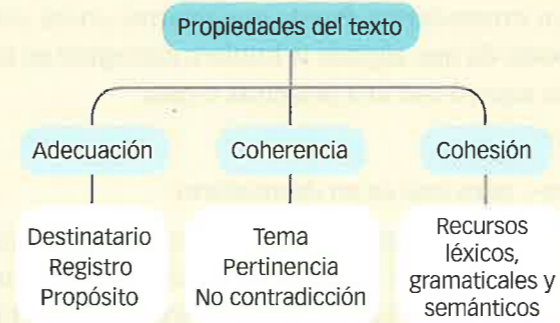 Propiedades del texto
Adecuación
Coherencia
Cohesión
Destinatario
Registro
Propósito
Tema
Pertinencia
No contradicción
Recursos
léxicos,
gramaticales y
semánticos